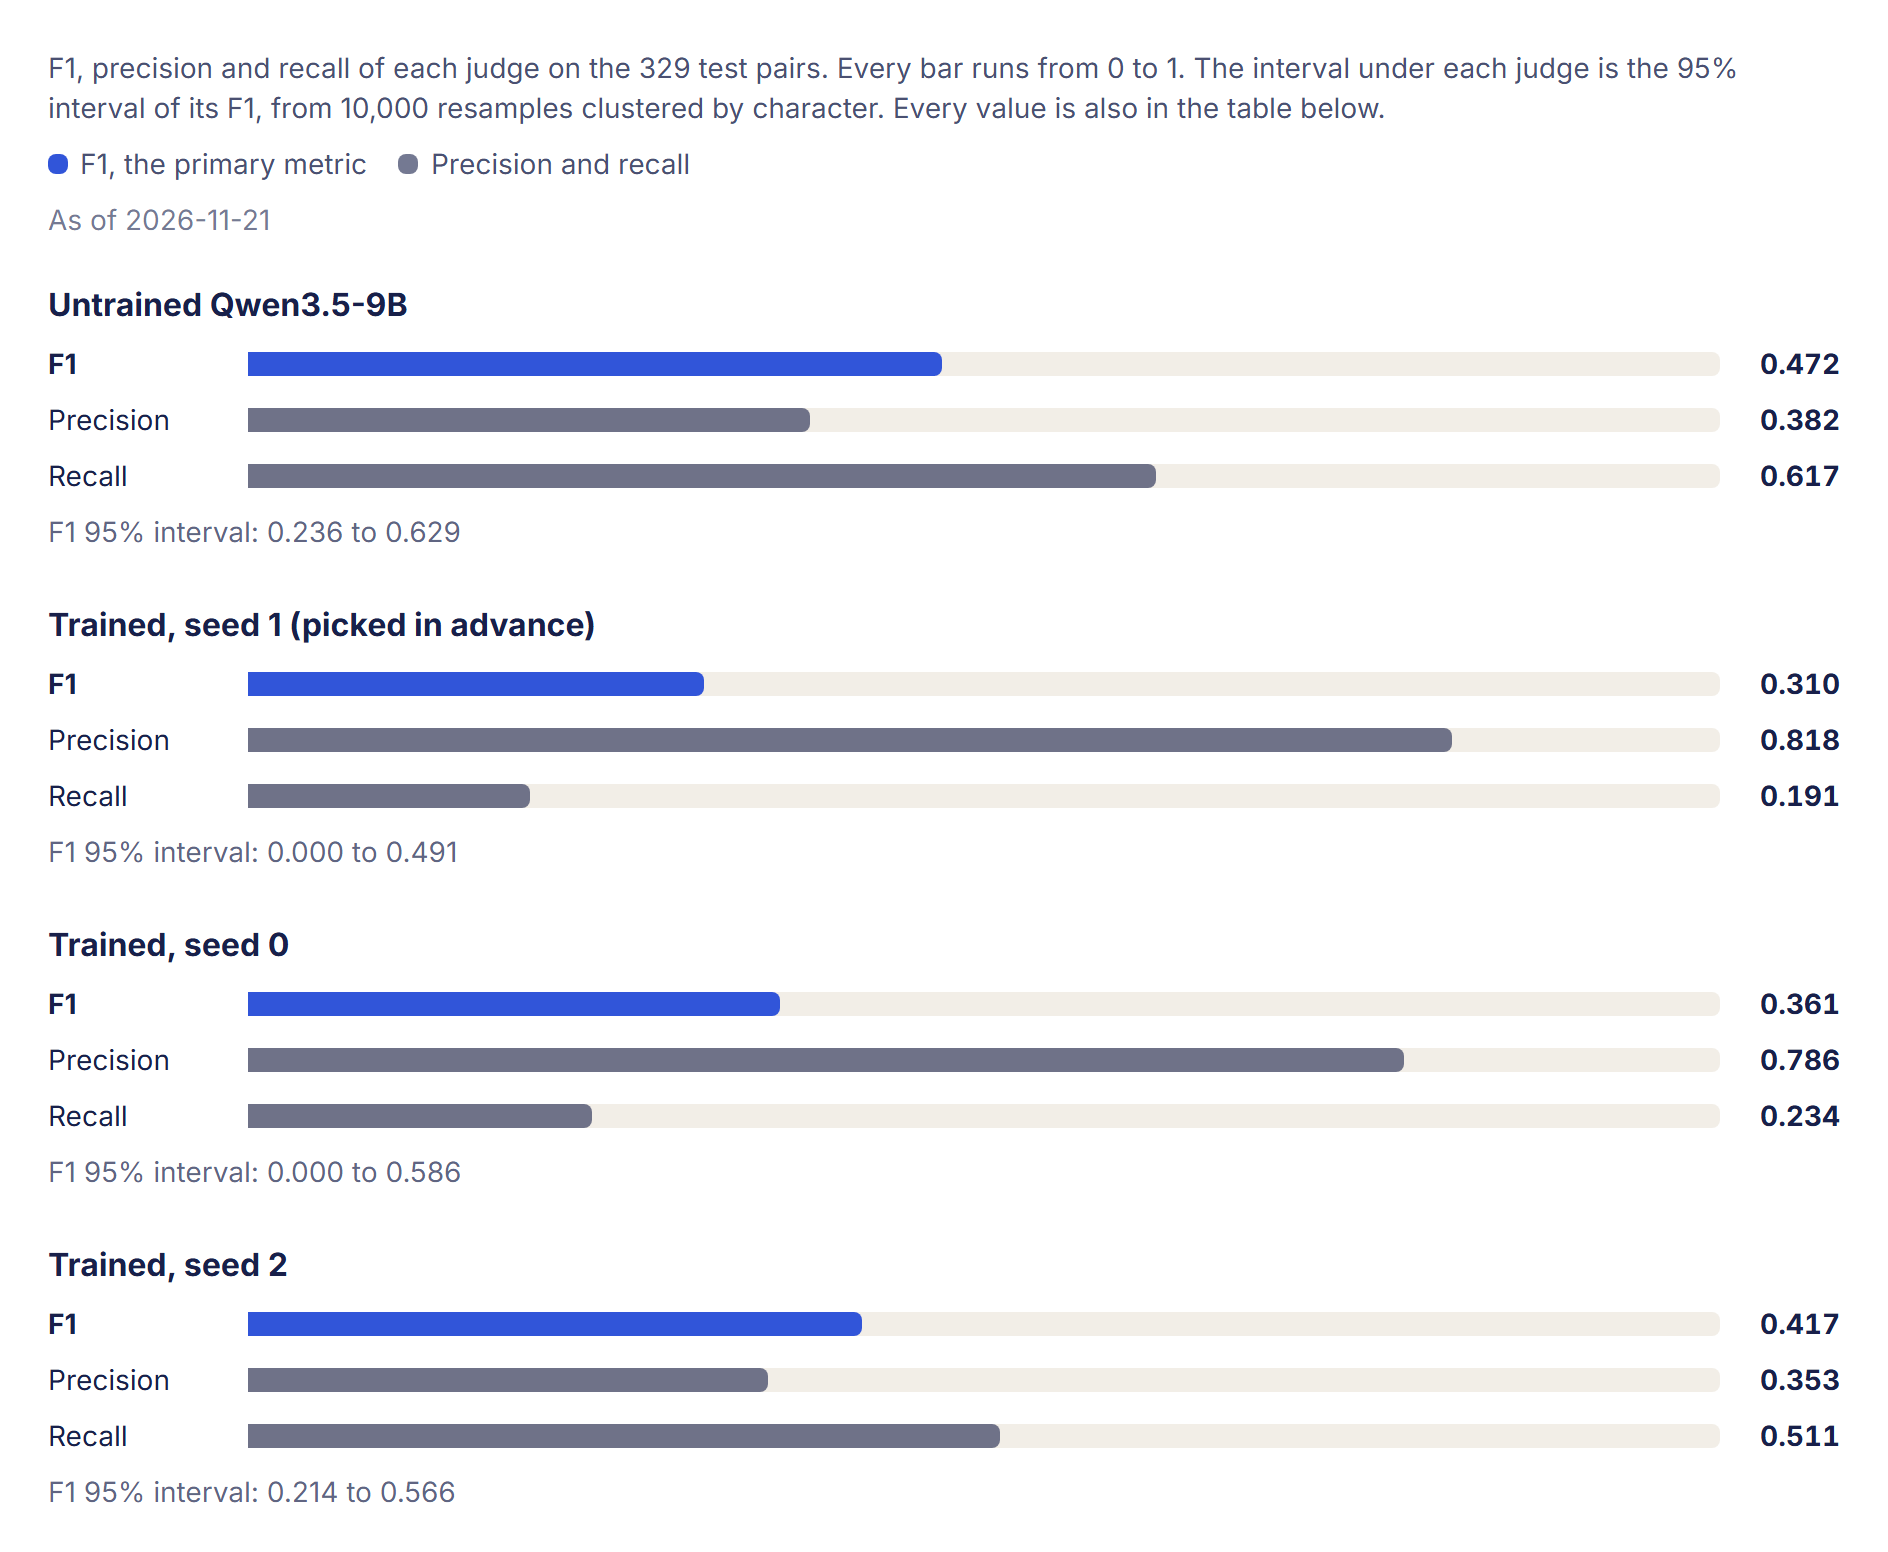 F1, precision and recall of each judge on the 329 test pairs. Every bar runs from 0 to 1. The interval under each judge is the 95%
interval of its F1, from 10,000 resamples clustered by character. Every value is also in the table below.
F1, the primary metric Precision and recall
As of 2026-11-21
Untrained Qwen3.5-9B
F1 0.472
Precision 0.382
Recall 0.617
F1 95% interval: 0.236 to 0.629
Trained, seed 1 (picked in advance)
F1 0.310
Precision 0.818
Recall 0.191
F1 95% interval: 0.000 to 0.491
Trained, seed 0
F1 0.361
Precision 0.786
Recall 0.234
F1 95% interval: 0.000 to 0.586
Trained, seed 2
F1 0.417
Precision 0.353
Recall 0.511
F1 95% interval: 0.214 to 0.566